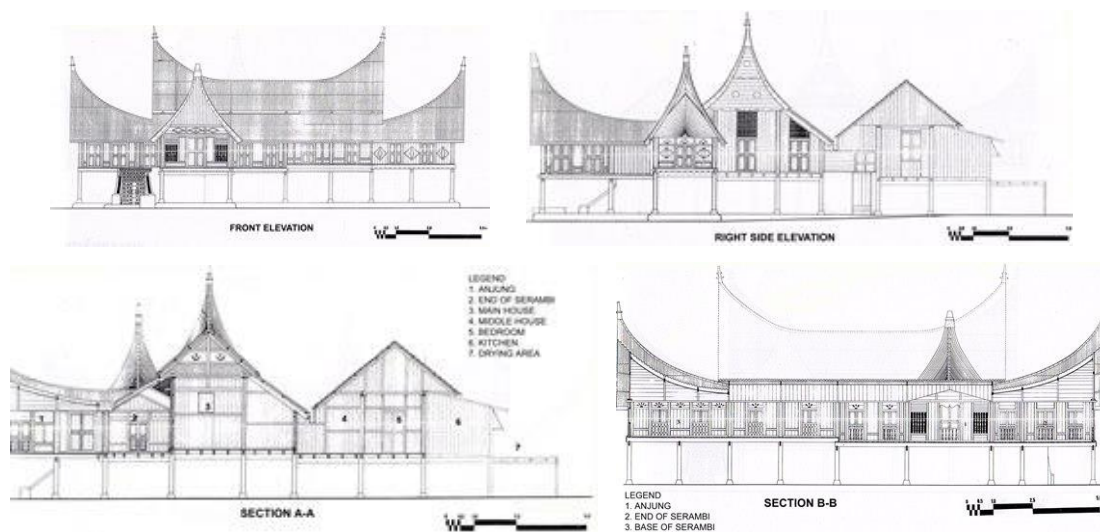 FRONT ELEVATION
RIGHT SIDE ELEVATION
LEGEND
1. ANJUNG
2. END OF SERAMBI
3. MAIN HOUSE
4. MIDDLE HOUSE
5. BEDROOM
6. KITCHEN
7. DRYING AREA
1
2
3
4
5
6
7
SECTION A-A
LEGEND
1. ANJUNG
2. END OF SERAMBI
3. BASE OF SERAMBI
SECTION B-B